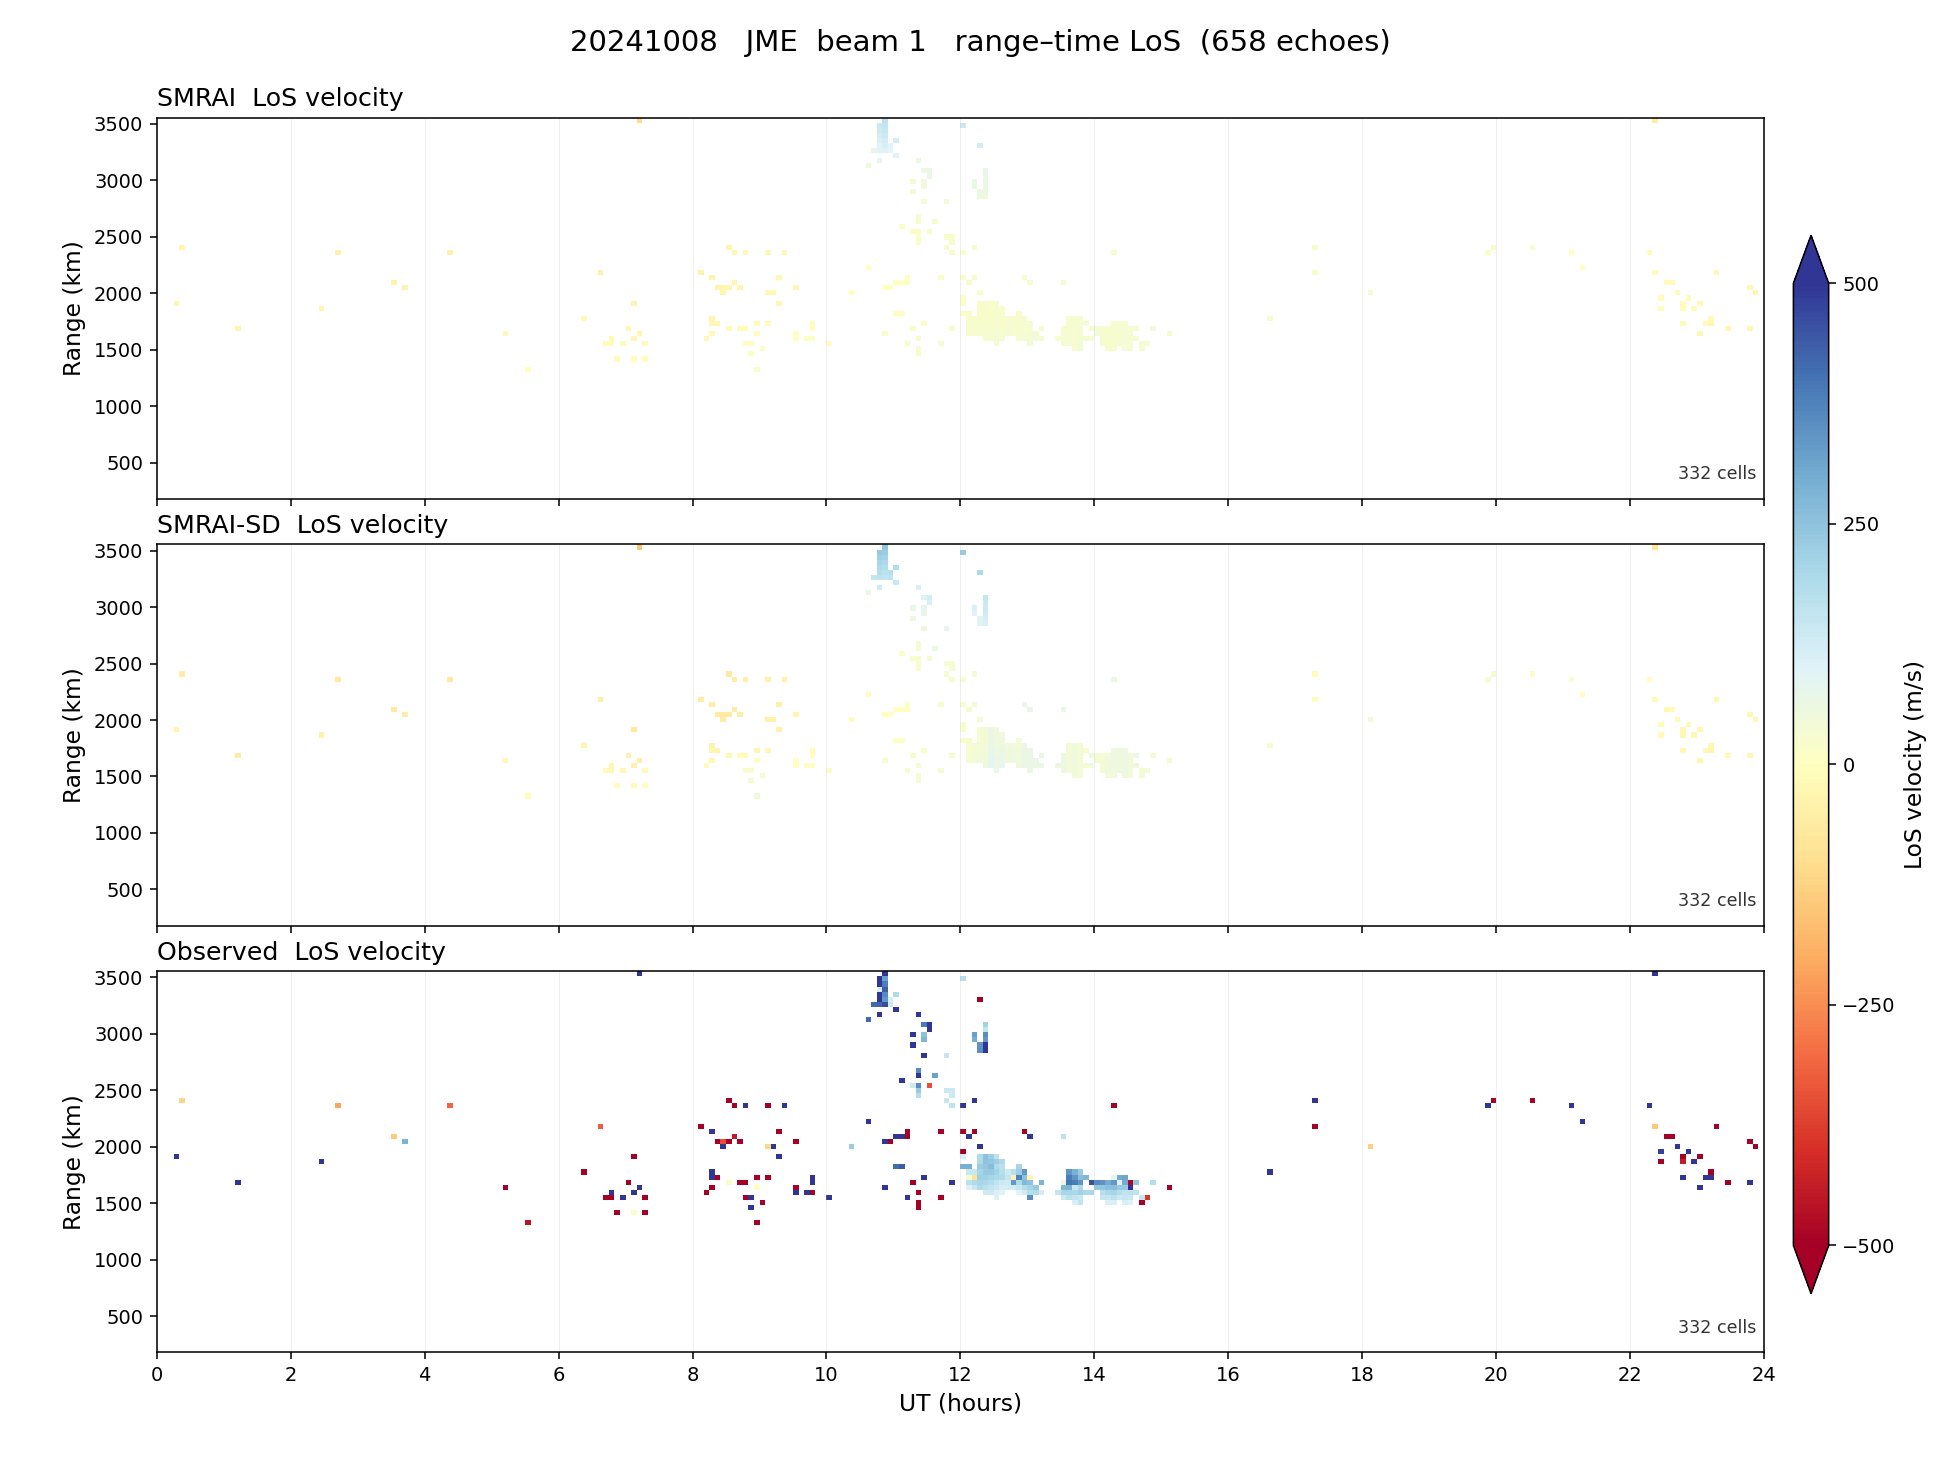 20241008   JME  beam 1   range–time LoS  (658 echoes)
SMRAI  LoS velocity
3500
3000
2500
2000
1500
1000
500
Range (km)
332 cells
SMRAI-SD  LoS velocity
3500
3000
2500
2000
1500
1000
500
Range (km)
332 cells
Observed  LoS velocity
3500
3000
2500
2000
1500
1000
500
Range (km)
332 cells
0 2 4 6 8 10 12 14 16 18 20 22 24
UT (hours)
500
250
0
−250
−500
LoS velocity (m/s)